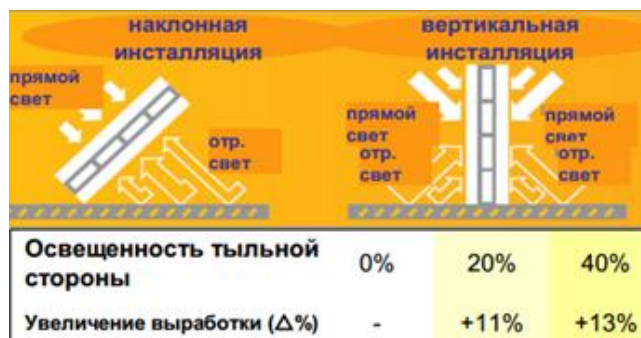 наклонная
инсталляция
вертикальная
инсталляция
прямой
свет
отр.
свет
прямой
свет
отр.
свет
прямой
свет
отр.
свет
Освещенность тыльной
стороны
0% 20% 40%
Увеличение выработки (△%) - +11% +13%